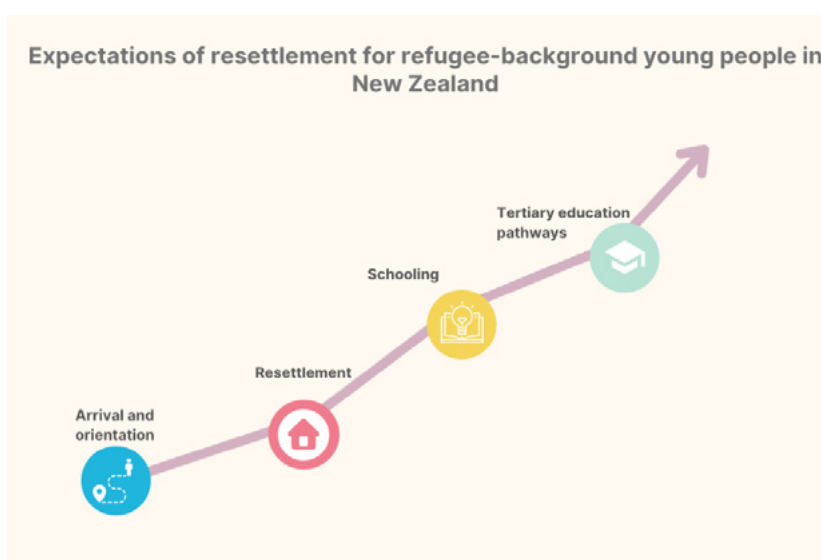 Expectations of resettlement for refugee-background young people in
New Zealand
Tertiary education
pathways
Schooling
Resettlement
Arrival and
orientation